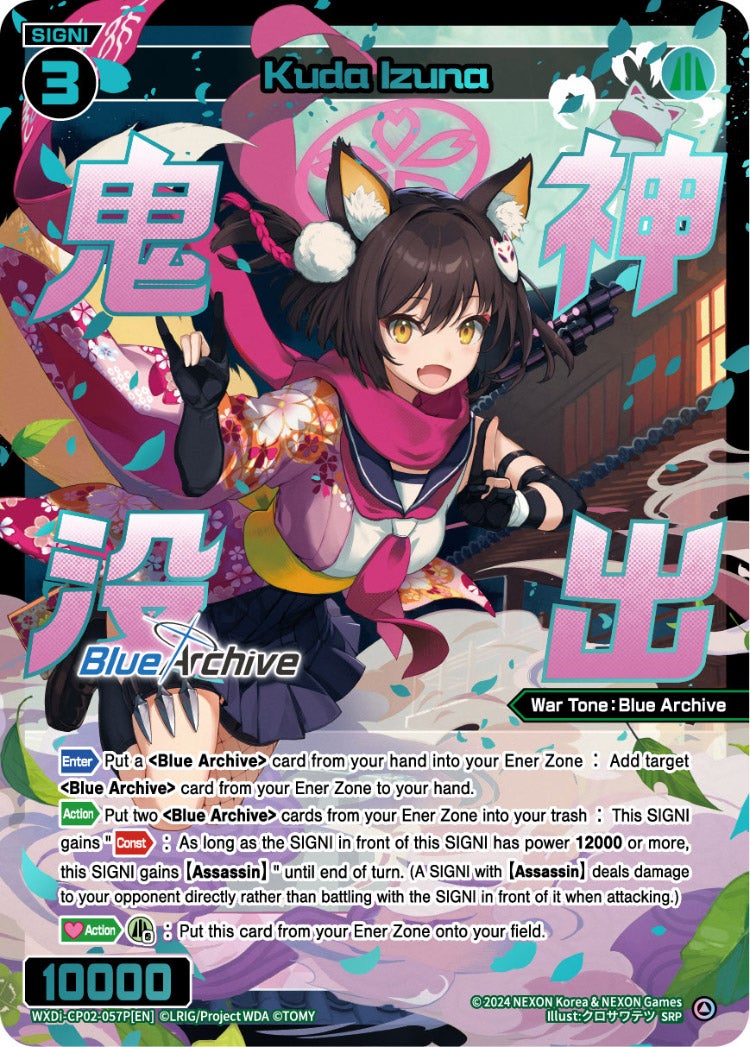 SIGNI
3
Kuda Izuna
神
出
鬼
没
Blue Archive
War Tone:Blue Archive
Enter Put a <Blue Archive> card from your hand into your Ener Zone : Add target
<Blue Archive> card from your Ener Zone to your hand.
Action Put two <Blue Archive> cards from your Ener Zone into your trash : This SIGNI
gains " Const : As long as the SIGNI in front of this SIGNI has power 12000 or more,
this SIGNI gains 【Assassin】 " until end of turn. (A SIGNI with 【Assassin】 deals damage
to your opponent directly rather than battling with the SIGNI in front of it when attacking.)
Action 6 : Put this card from your Ener Zone onto your field.
10000
WXDi-CP02-057P[EN] ©LRIG/Project WDA ©TOMY
© 2024 NEXON Korea & NEXON Games
Illust:クロサワテツ SRP